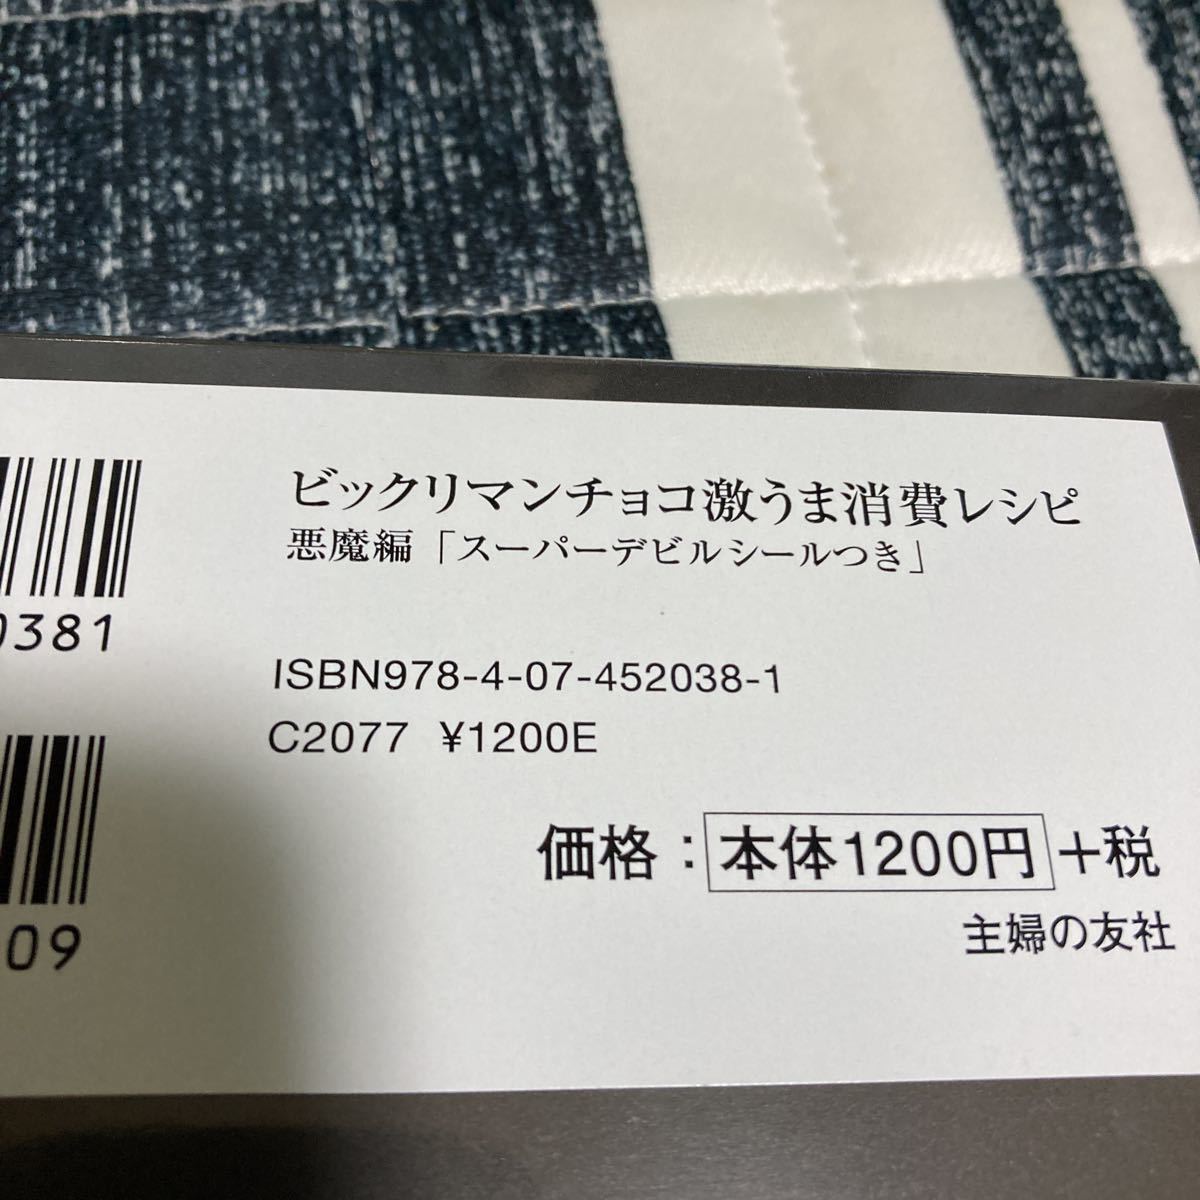 ビックリマンチョコ激うま消費レシピ
悪魔編「スーパーデビルシールつき」
0381
ISBN978-4-07-452038-1
C2077 ¥1200E
09
価格：本体1200円+税
主婦の友社